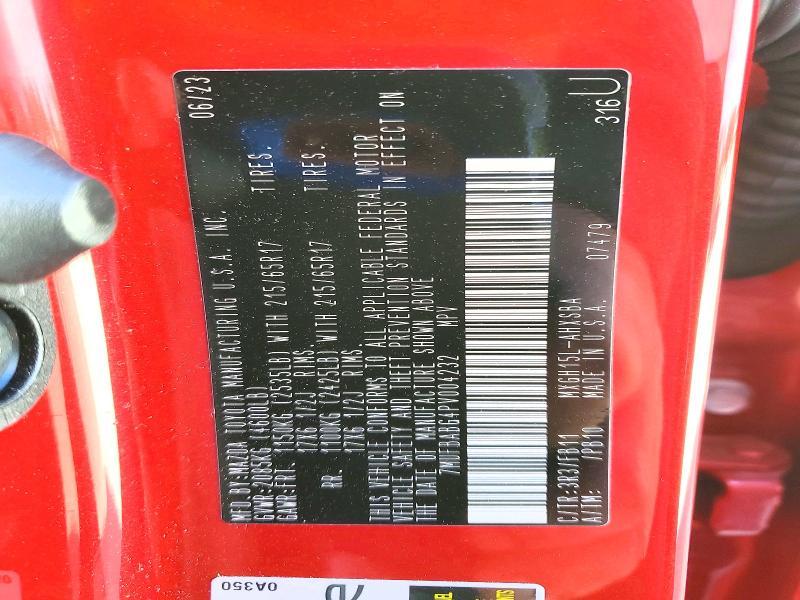 MFD BY: MAZDA TOYOTA MANUFACTURING U.S.A. INC. 06/23
GVWR: 2085KG (4600LB)
GAWR: FRT. 1150KG (2535LB) WITH 215/65R17 TIRES.
17X6 1/2J RIMS
RR. 1100KG (2425LB) WITH 215/65R17 TIRES.
17X6 1/2J RIMS
THIS VEHICLE CONFORMS TO ALL APPLICABLE FEDERAL MOTOR
VEHICLE SAFETY AND THEFT PREVENTION STANDARDS IN EFFECT ON
THE DATE OF MANUFACTURE SHOWN ABOVE
MPV
C/TR: 3R3/FB11 MXGH15L-AHXSBA 316U
A/TM: /PB10 MADE IN U.S.A. 07479
0A350